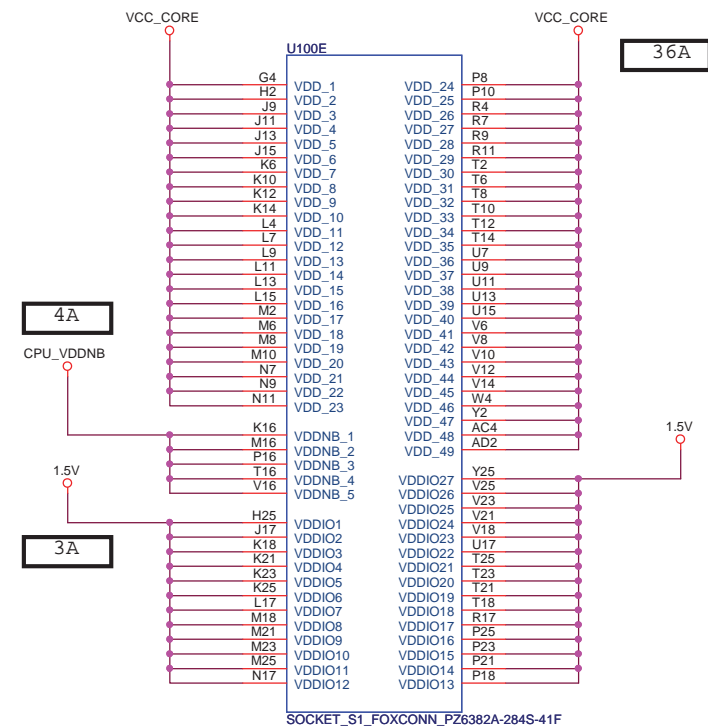 VCC_CORE VCC_CORE
U100E 36A
G4 VDD_1 VDD_24 P8
H2 VDD_2 VDD_25 P10
J9 VDD_3 VDD_26 R4
J11 VDD_4 VDD_27 R7
J13 VDD_5 VDD_28 R9
J15 VDD_6 VDD_29 R11
K6 VDD_7 VDD_30 T2
K10 VDD_8 VDD_31 T6
K12 VDD_9 VDD_32 T8
K14 VDD_10 VDD_33 T10
L4 VDD_11 VDD_34 T12
L7 VDD_12 VDD_35 T14
L9 VDD_13 VDD_36 U7
L11 VDD_14 VDD_37 U9
L13 VDD_15 VDD_38 U11
L15 VDD_16 VDD_39 U13
M2 VDD_17 VDD_40 U15
M6 VDD_18 VDD_41 V6
M8 VDD_19 VDD_42 V8
M10 VDD_20 VDD_43 V10
N7 VDD_21 VDD_44 V12
N9 VDD_22 VDD_45 V14
N11 VDD_23 VDD_46 W4
VDD_47 Y2
VDD_48 AC4
VDD_49 AD2
4A
CPU_VDDNB
K16 VDDNB_1
M16 VDDNB_2
P16 VDDNB_3
T16 VDDNB_4
V16 VDDNB_5
1.5V 1.5V
3A
H25 VDDIO1
J17 VDDIO2
K18 VDDIO3
K21 VDDIO4
K23 VDDIO5
K25 VDDIO6
L17 VDDIO7
M18 VDDIO8
M21 VDDIO9
M23 VDDIO10
M25 VDDIO11
N17 VDDIO12
VDDIO27 Y25
VDDIO26 V25
VDDIO25 V23
VDDIO24 V21
VDDIO23 V18
VDDIO22 U17
VDDIO21 T25
VDDIO20 T23
VDDIO19 T21
VDDIO18 T18
VDDIO17 R17
VDDIO16 P25
VDDIO15 P23
VDDIO14 P21
VDDIO13 P18
SOCKET_S1_FOXCONN_PZ6382A-284S-41F